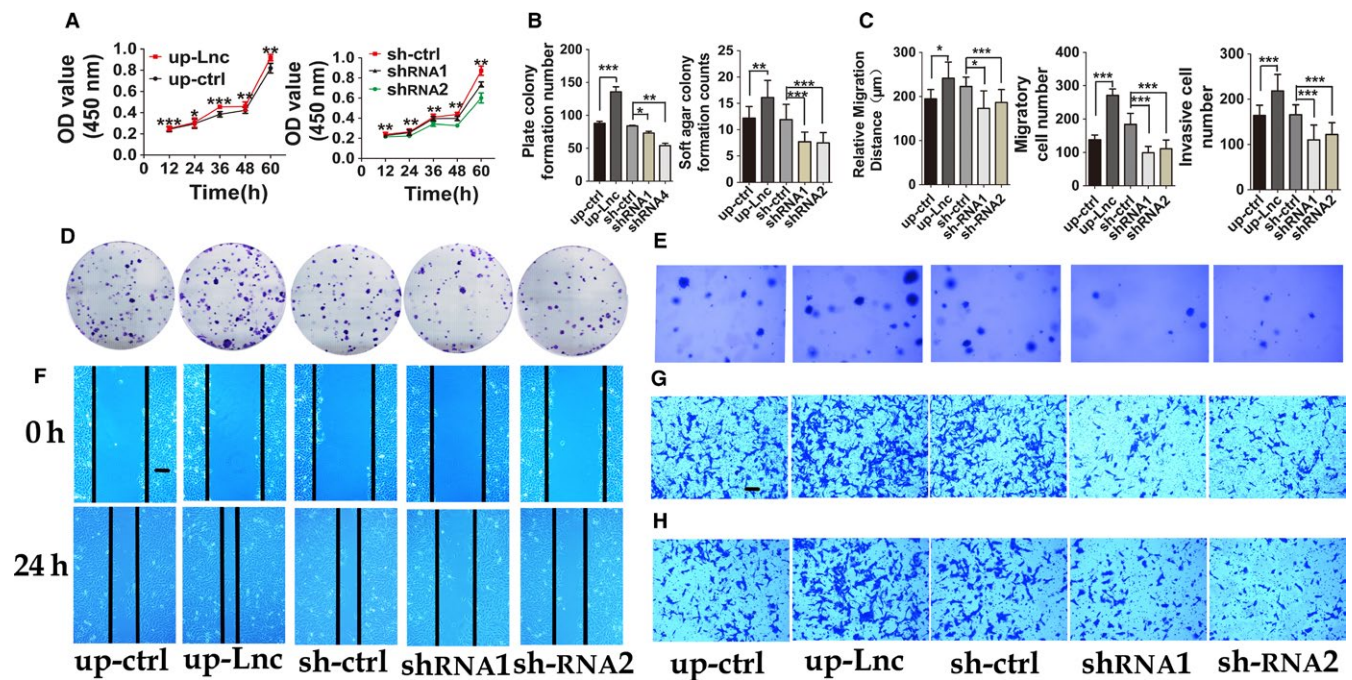 A
OD value
(450 nm)
1.0
0.8
0.6
0.4
0.2
0.0
up-Lnc
up-ctrl
***
**
*
***
**
**
12 24 36 48 60
Time(h)
OD value
(450 nm)
1.0
0.8
0.6
0.4
0.2
0.0
sh-ctrl
shRNA1
shRNA2
**
**
**
**
**
12 24 36 48 60
Time(h)
B
Plate colony
formation number
200
150
100
50
0
***
**
*
up-ctrl
up-Lnc
sh-ctrl
shRNA1
shRNA4
Soft agar colony
formation counts
25
20
15
10
5
0
**
***
***
up-ctrl
up-Lnc
sh-ctrl
shRNA1
shRNA2
C
Relative Migration
Distance (μm)
300
200
100
0
*
***
*
up-ctrl
up-Lnc
sh-ctrl
sh-RNA1
sh-RNA2
Migratory
cell number
400
300
200
100
0
***
***
***
up-ctrl
up-Lnc
sh-ctrl
shRNA1
shRNA2
Invasive cell
number
300
200
100
0
***
***
***
up-ctrl
up-Lnc
sh-ctrl
shRNA1
shRNA2
D
E
F
0 h
24 h
up-ctrl up-Lnc sh-ctrl shRNA1 sh-RNA2
G
H
up-ctrl up-Lnc sh-ctrl shRNA1 sh-RNA2